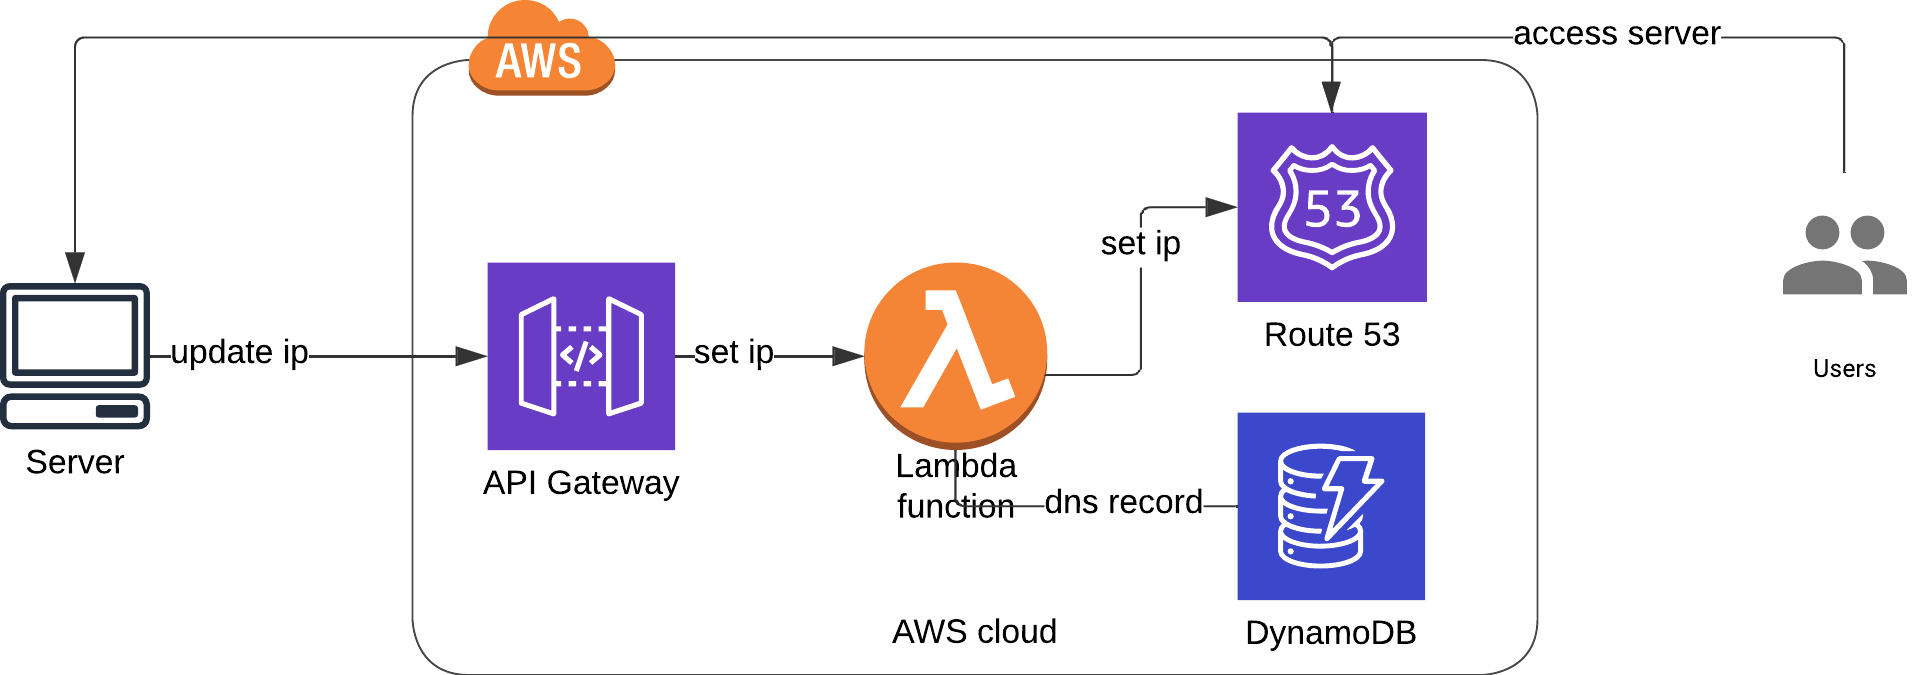 access server
AWS
53
set ip
Route 53
update ip
</>
set ip
Users
Server
API Gateway
Lambda
function
dns record
AWS cloud
DynamoDB